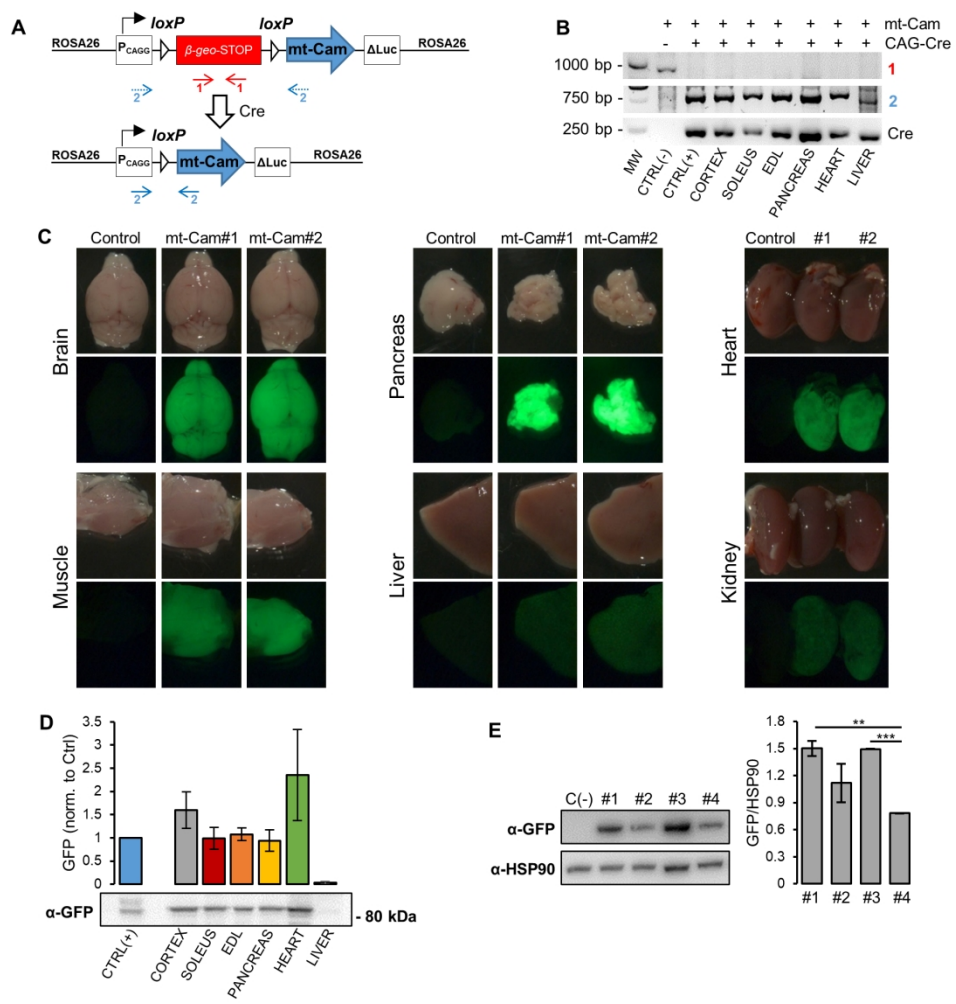 A
loxP loxP
ROSA26 PCAGG β-geo-STOP mt-Cam ΔLuc ROSA26
1 1
2 2
Cre
loxP
ROSA26 PCAGG mt-Cam ΔLuc ROSA26
2 2
B
+ + + + + + + + mt-Cam
- + + + + + + + CAG-Cre
1000 bp - 1
750 bp - 2
250 bp - Cre
MW CTRL(-) CTRL(+) CORTEX SOLEUS EDL PANCREAS HEART LIVER
C
Control mt-Cam#1 mt-Cam#2
Brain
Muscle
Control mt-Cam#1 mt-Cam#2
Pancreas
Liver
Control #1 #2
Heart
Kidney
D
GFP (norm. to Ctrl)
3.5
3
2.5
2
1.5
1
0.5
0
α-GFP - 80 kDa
CTRL(+) CORTEX SOLEUS EDL PANCREAS HEART LIVER
E
C(-) #1 #2 #3 #4
α-GFP
α-HSP90
GFP/HSP90
1.8
1.5
1.2
0.9
0.6
0.3
0
**
***
#1 #2 #3 #4